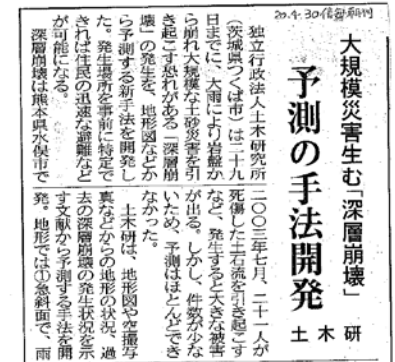 20.4.30信毎朝刊
大規模災害生む「深層崩壊」
予測の手法開発
土木研
独立行政法人土木研究所
(茨城県つくば市)は二十九
日までに、大雨により岩盤か
ら崩れ大規模な土砂災害を引
き起こす恐れがある「深層崩
壊」の発生を、地形図などか
ら予測する新手法を開発し
た。発生場所を事前に特定で
きれば住民の迅速な避難など
が可能になる。
深層崩壊は熊本県水俣市で
二〇〇三年七月、二十一人が
死傷した土石流を引き起こす
など、発生すると大きな被害
が出る。しかし、件数が少な
いため、予測はほとんどでき
なかった。
土木研は、地形図や空撮写
真などからの地形の状況、過
去の深層崩壊の発生状況を示
す文献から予測する手法を開
発。地形では①急斜面で、雨